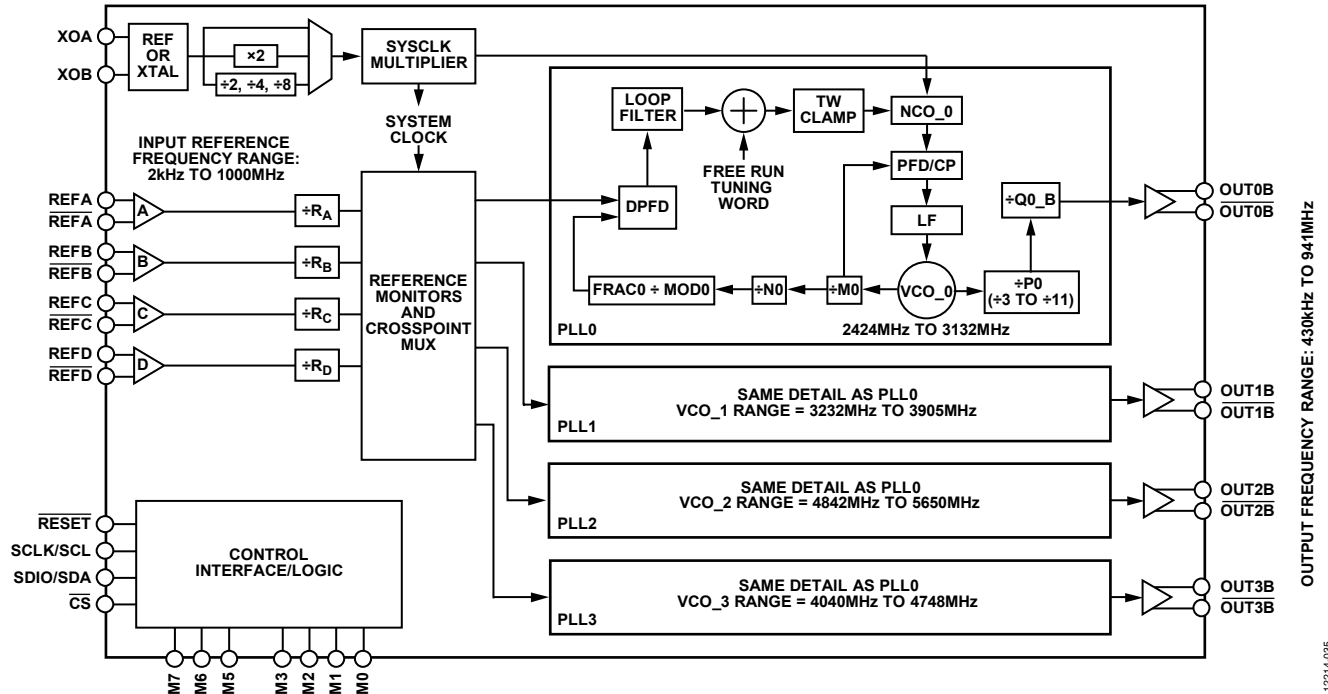 XOA
XOB
REF
OR
XTAL
×2
÷2, ÷4, ÷8
SYSCLK
MULTIPLIER
SYSTEM
CLOCK
INPUT REFERENCE
FREQUENCY RANGE:
2kHz TO 1000MHz
REFA
REFA
A
÷RA
REFB
REFB
B
÷RB
REFC
REFC
C
÷RC
REFD
REFD
D
÷RD
REFERENCE
MONITORS
AND
CROSSPOINT
MUX
LOOP
FILTER
TW
CLAMP
NCO_0
FREE RUN
TUNING
WORD
PFD/CP
DPFD
LF
÷Q0_B
FRAC0 ÷ MOD0
÷N0
÷M0
VCO_0
÷P0
(÷3 TO ÷11)
PLL0
2424MHz TO 3132MHz
OUT0B
OUT0B
SAME DETAIL AS PLL0
VCO_1 RANGE = 3232MHz TO 3905MHz
PLL1
OUT1B
OUT1B
SAME DETAIL AS PLL0
VCO_2 RANGE = 4842MHz TO 5650MHz
PLL2
OUT2B
OUT2B
SAME DETAIL AS PLL0
VCO_3 RANGE = 4040MHz TO 4748MHz
PLL3
OUT3B
OUT3B
OUTPUT FREQUENCY RANGE: 430kHz TO 941MHz
RESET
SCLK/SCL
SDIO/SDA
CS
CONTROL
INTERFACE/LOGIC
M7
M6
M5
M3
M2
M1
M0
12214-035